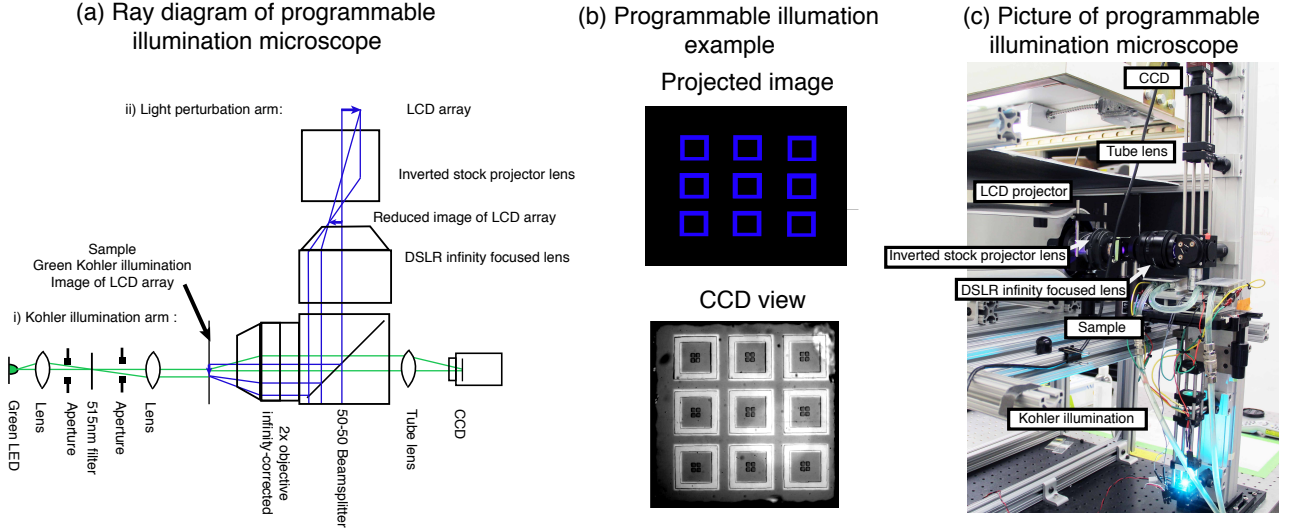 (a) Ray diagram of programmable
illumination microscope
ii) Light perturbation arm:
LCD array
Inverted stock projector lens
Reduced image of LCD array
DSLR infinity focused lens
Sample
Green Kohler illumination
Image of LCD array
i) Kohler illumination arm :
Green LED
Lens
Aperture
515nm filter
Aperture
Lens
2x objective
infinity-corrected
50-50 Beamsplitter
Tube lens
CCD
(b) Programmable illumation
example
Projected image
CCD view
(c) Picture of programmable
illumination microscope
CCD
Tube lens
LCD projector
Inverted stock projector lens
DSLR infinity focused lens
Sample
Kohler illumination